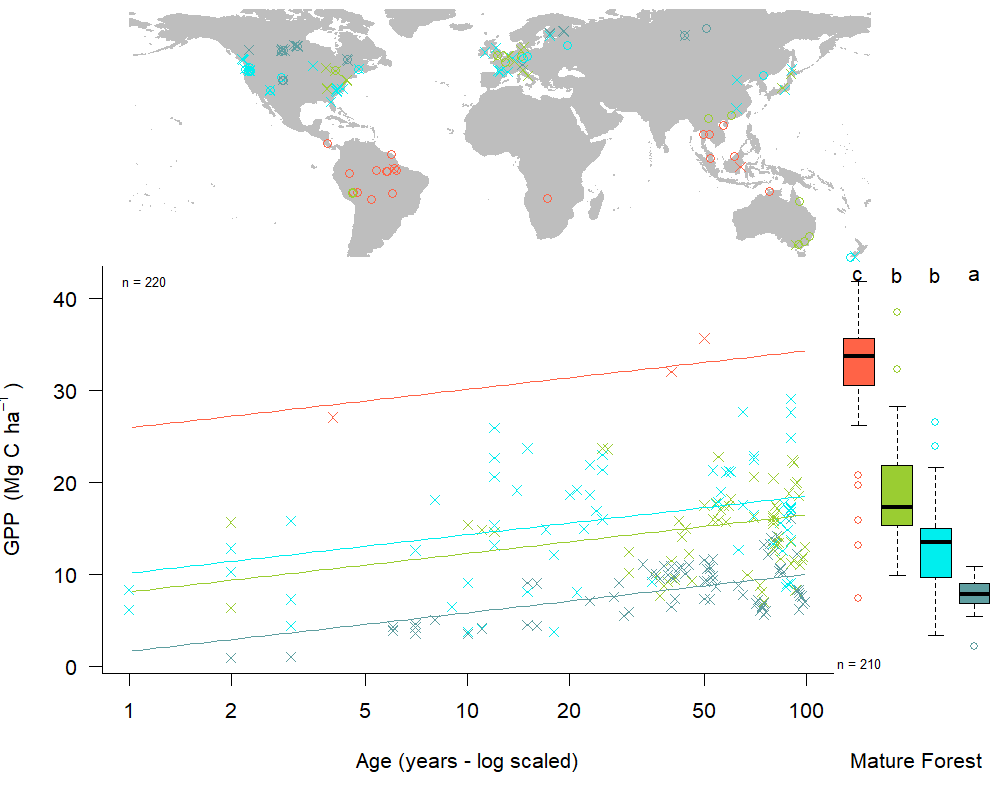 n = 220
c b b a
40
30
20
10
0
GPP (Mg C ha⁻¹ )
n = 210
1 2 5 10 20 50 100
Age (years - log scaled)
Mature Forest